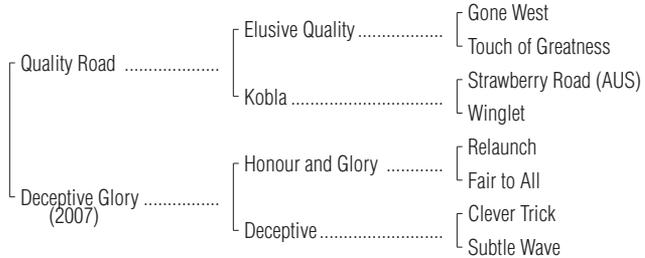 Gone West
Elusive Quality ..................
Touch of Greatness
Quality Road ....................
Strawberry Road (AUS)
Kobla ................................
Winglet
Relaunch
Honour and Glory ............
Fair to All
Deceptive Glory ................
(2007)
Clever Trick
Deceptive ..........................
Subtle Wave